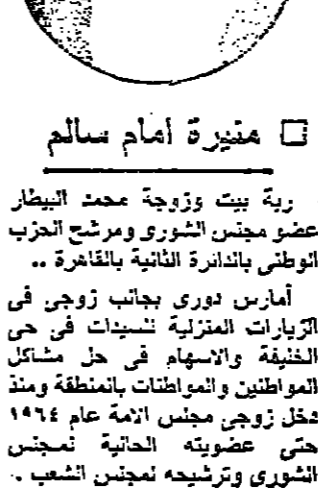 □ منيرة امام سالم
ربة بيت وزوجة محمد البيطار
عضو مجلس الشورى ومرشح الحزب
الوطنى بالدائرة الثانية بالقاهرة ..
أمارس دورى بجانب زوجى فى
الزيارات المنزلية للسيدات فى حى
الخليفة والاسهام فى حل مشاكل
المواطنين والمواطنات بالمنطقة ومنذ
دخل زوجى مجلس الامة عام ١٩٦٤
حتى عضويته الحالية لمجلس
الشورى وترشيحه لمجلس الشعب ..